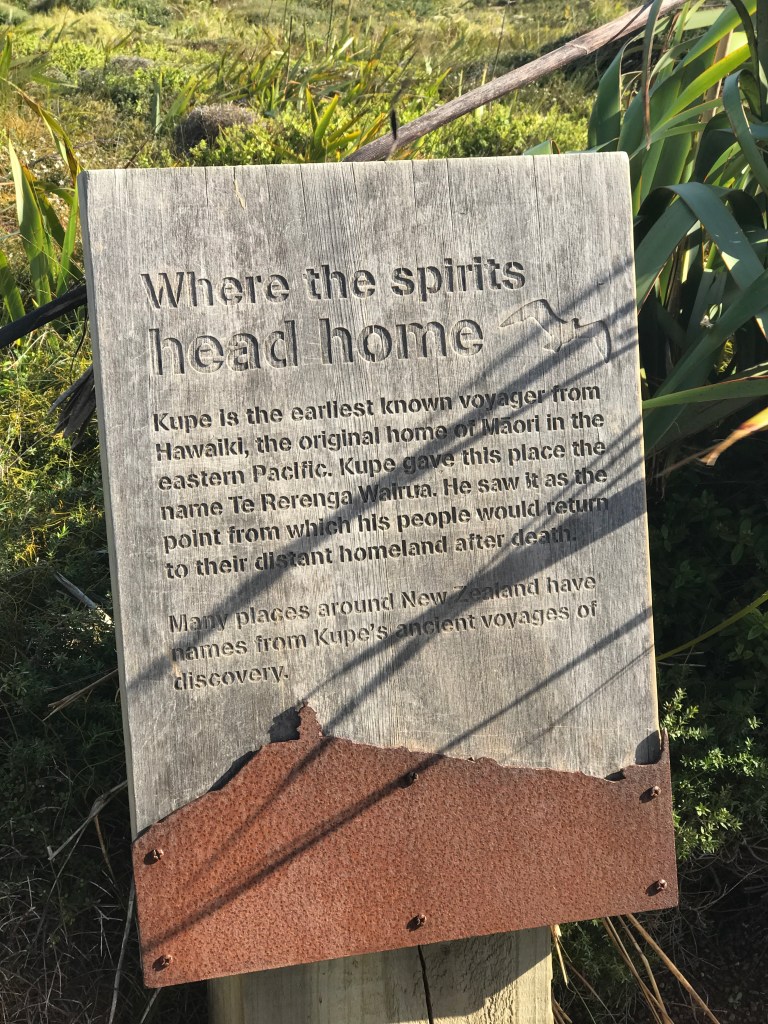 Where the spirits
head home
Kupe is the earliest known voyager from
Hawaiki, the original home of Māori in the
eastern Pacific. Kupe gave this place the
name Te Rerenga Wairua. He saw it as the
point from which his people would return
to their distant homeland after death.
Many places around New Zealand have
names from Kupe's ancient voyages of
discovery.